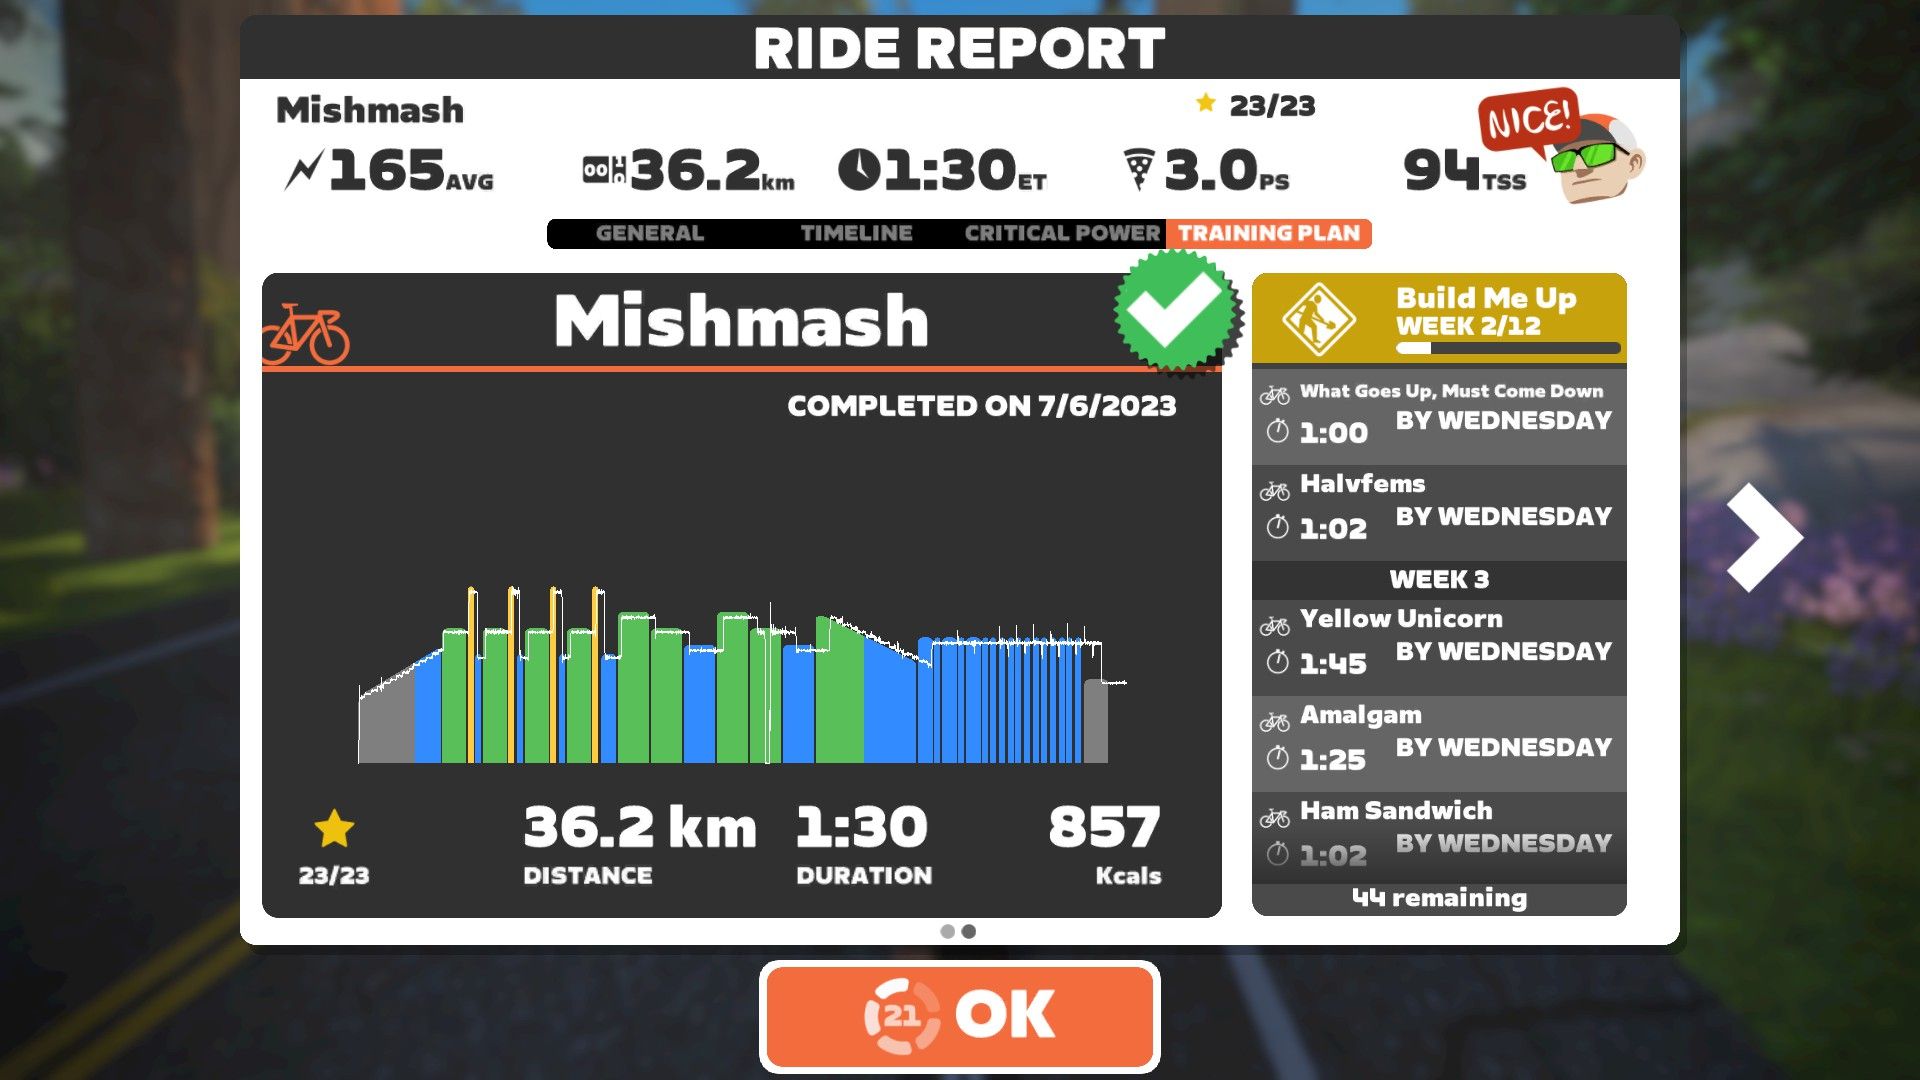 RIDE REPORT
Mishmash
23/23
NICE!
165AVG
36.2km
1:30ET
3.0PS
94TSS
GENERAL
TIMELINE
CRITICAL POWER
TRAINING PLAN
Mishmash
COMPLETED ON 7/6/2023
23/23
36.2 km
DISTANCE
1:30
DURATION
857
Kcals
Build Me Up
WEEK 2/12
What Goes Up, Must Come Down
BY WEDNESDAY
1:00
Halvfems
BY WEDNESDAY
1:02
WEEK 3
Yellow Unicorn
BY WEDNESDAY
1:45
Amalgam
BY WEDNESDAY
1:25
Ham Sandwich
BY WEDNESDAY
1:02
44 remaining
21 OK